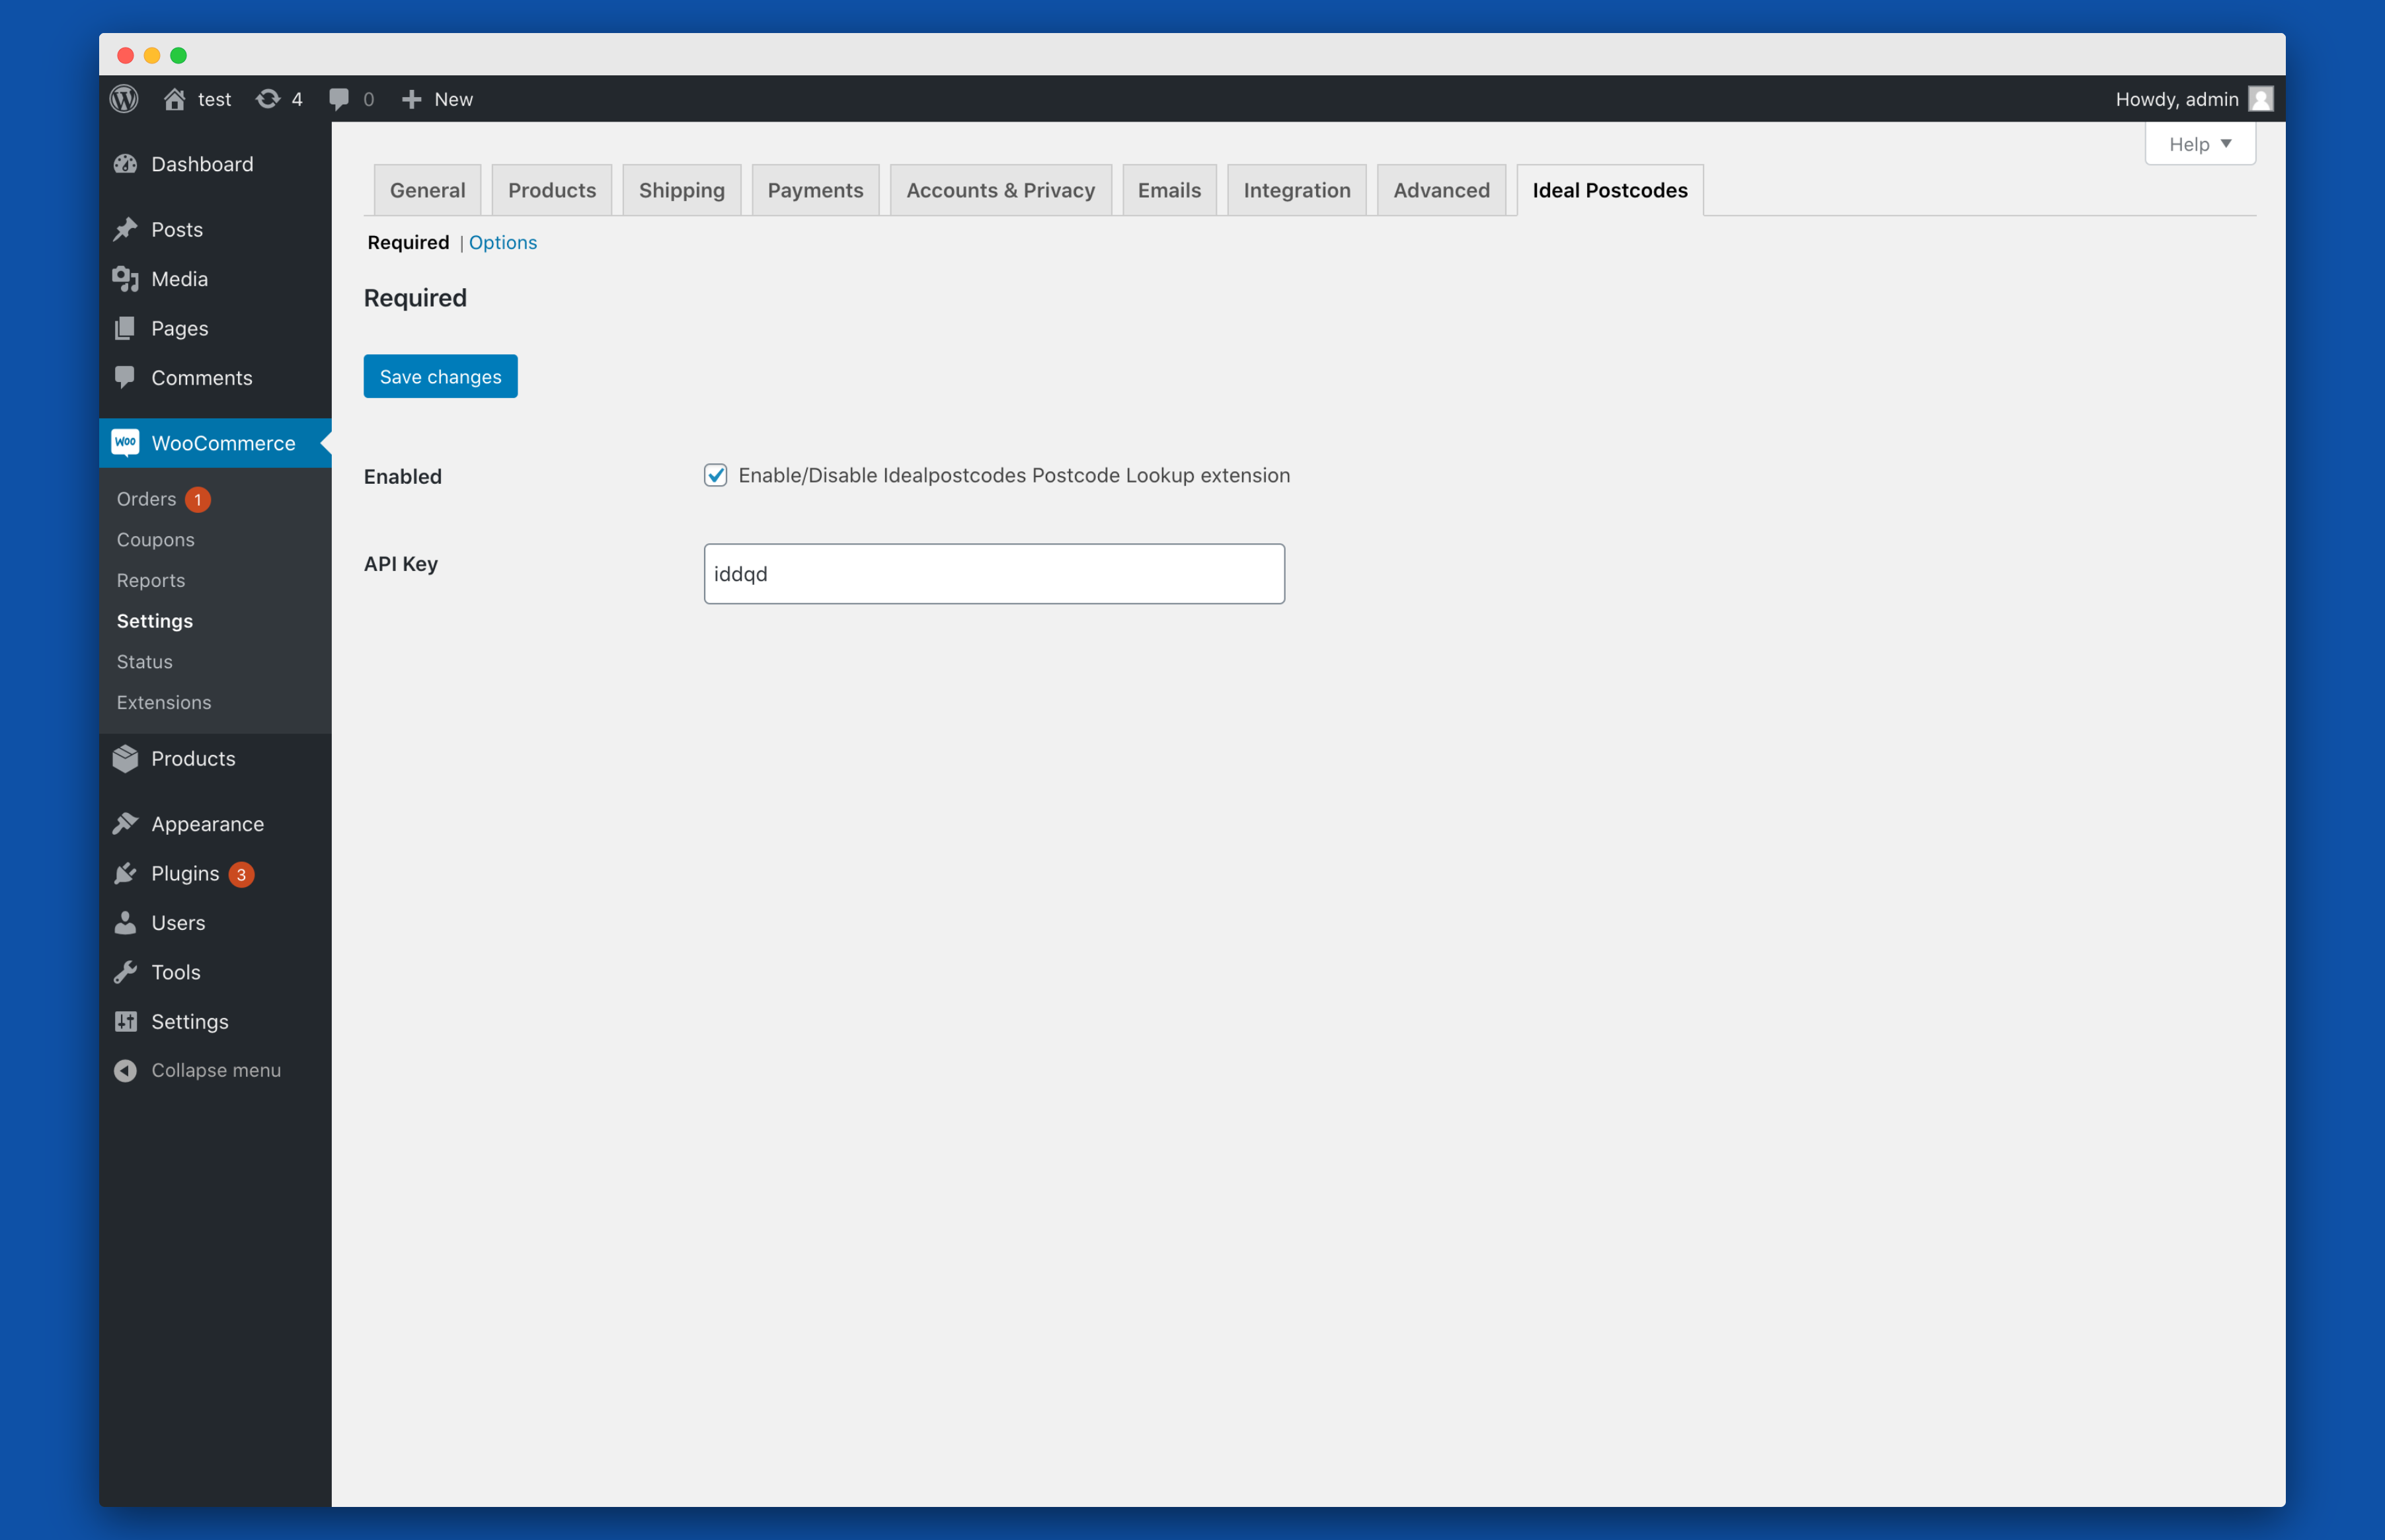 test 4 0 New Howdy, admin
Help
Dashboard
Posts
Media
Pages
Comments
Woo WooCommerce
Orders 1
Coupons
Reports
Settings
Status
Extensions
Products
Appearance
Plugins 3
Users
Tools
Settings
Collapse menu
General Products Shipping Payments Accounts & Privacy Emails Integration Advanced Ideal Postcodes
Required | Options
Required
Save changes
Enabled Enable/Disable Idealpostcodes Postcode Lookup extension
API Key iddqd